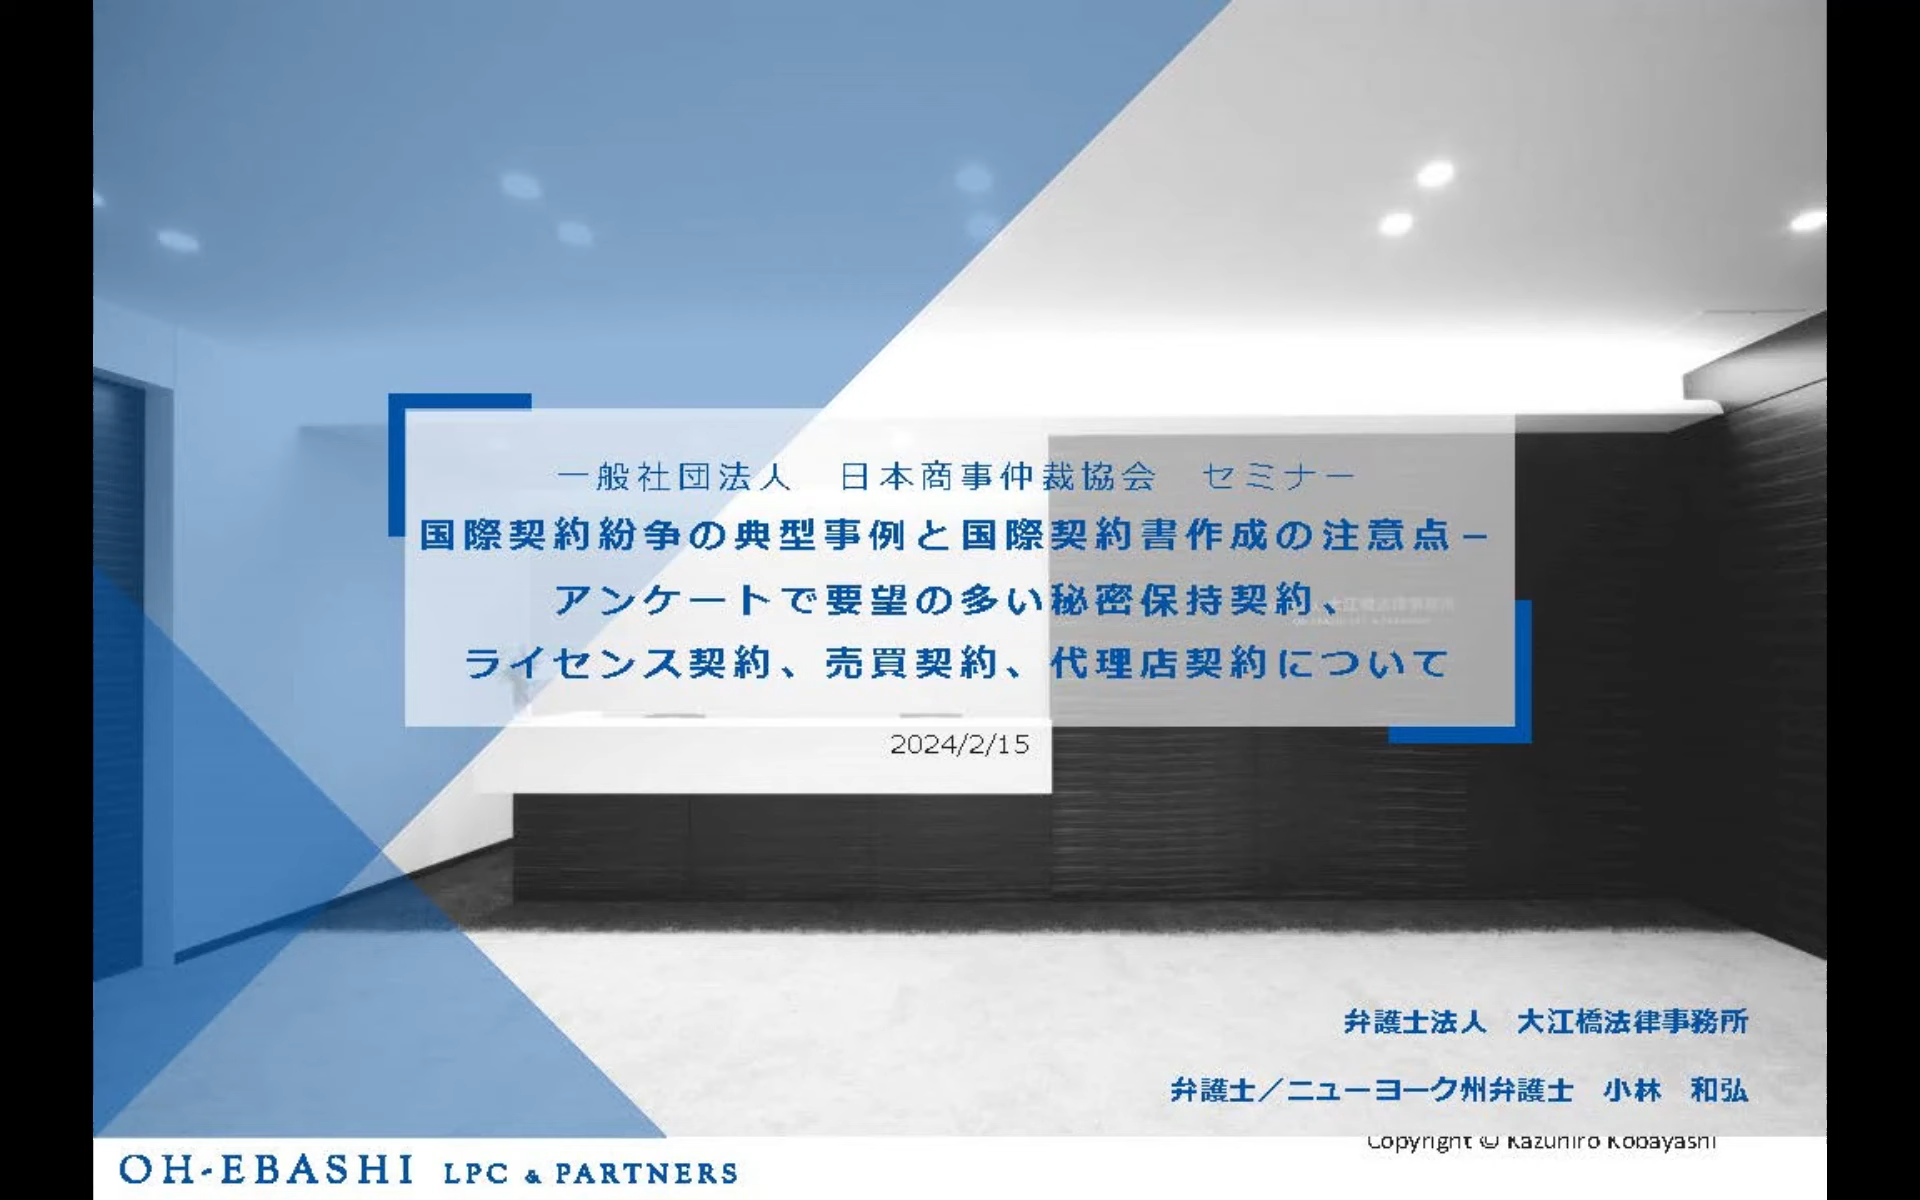 一般社団法人　日本商事仲裁協会　セミナー
国際契約紛争の典型事例と国際契約書作成の注意点－
アンケートで要望の多い秘密保持契約、
ライセンス契約、売買契約、代理店契約について
2024/2/15
弁護士法人　大江橋法律事務所
弁護士／ニューヨーク州弁護士　小林　和弘
Copyright © Kazuhiro Kobayashi
OH-EBASHI LPC & PARTNERS